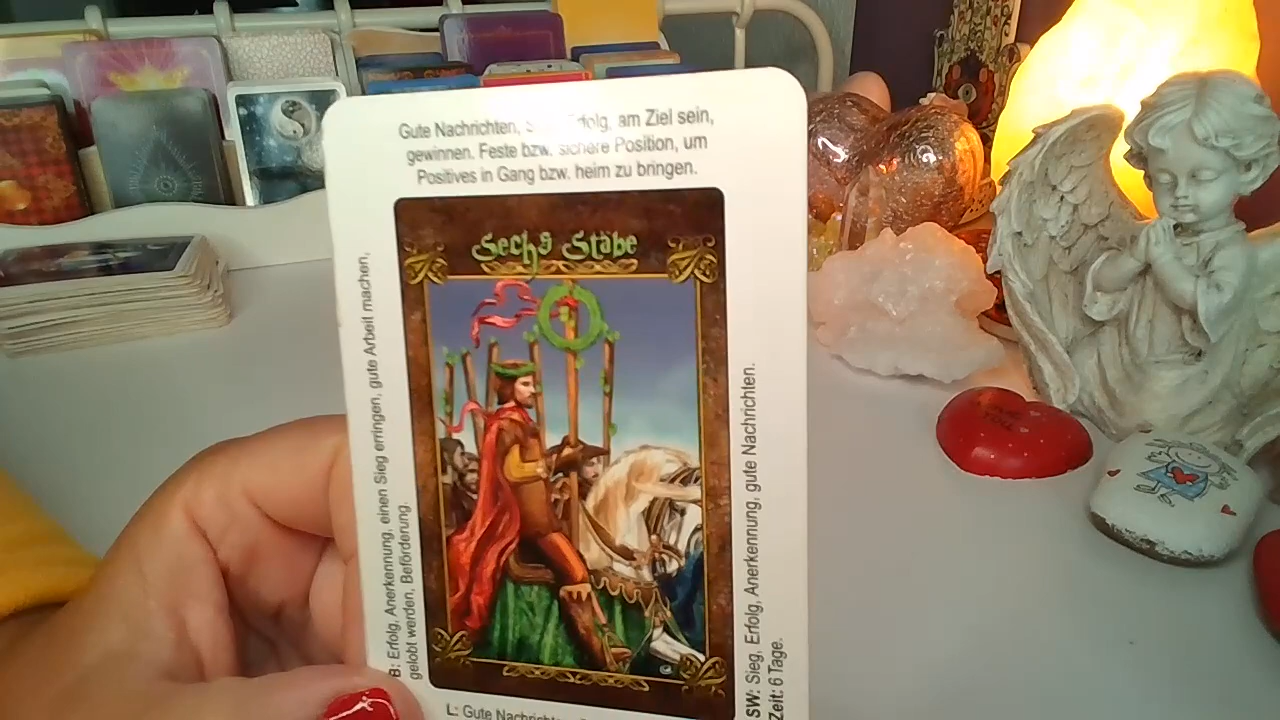 Gute Nachrichten, am Ziel sein,
gewinnen. Feste bzw. sichere Position, um
Positives in Gang bzw. heim zu bringen.
Sechs Stäbe
B: Erfolg, Anerkennung, einen Sieg erringen, gute Arbeit machen,
gelobt werden, Beförderung.
SW: Sieg, Erfolg, Anerkennung, gute Nachrichten.
Zeit: 6 Tage.
L: Gute Nachrichten